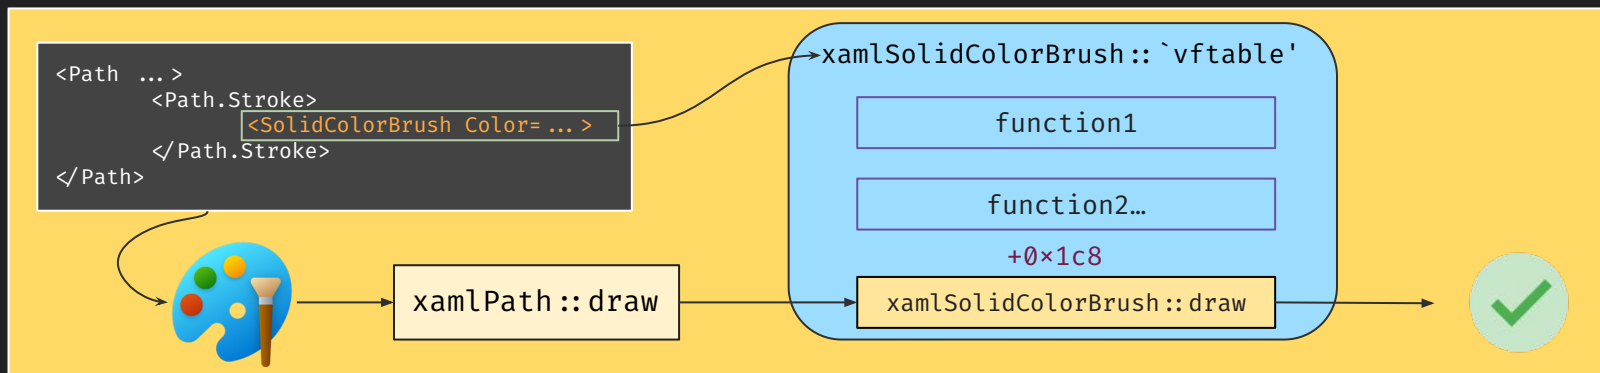 <Path ...>
<Path.Stroke>
<SolidColorBrush Color= ...>
</Path.Stroke>
</Path>
xamlSolidColorBrush::`vftable'
function1
function2…
+0x1c8
xamlPath::draw
xamlSolidColorBrush::draw